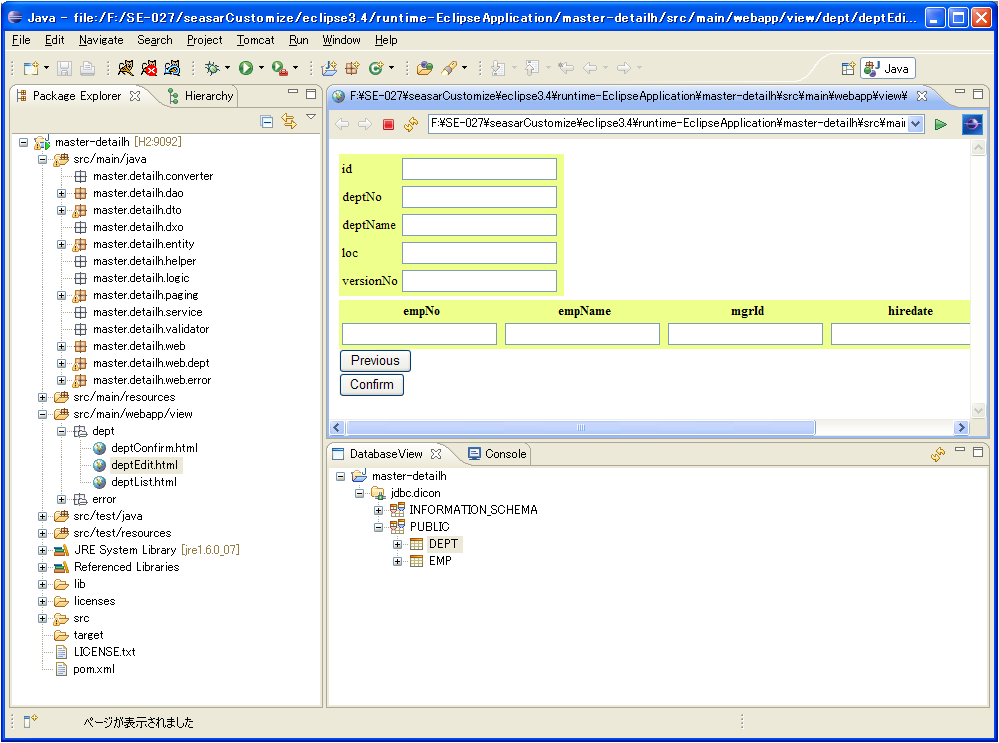 Java - file:/F:/SE-027/seasarCustomize/eclipse3.4/runtime-EclipseApplication/master-detailh/src/main/webapp/view/dept/deptEdi...
File Edit Navigate Search Project Tomcat Run Window Help
Java
Package Explorer Hierarchy
master-detailh [H2:9092]
src/main/java
master.detailh.converter
master.detailh.dao
master.detailh.dto
master.detailh.dxo
master.detailh.entity
master.detailh.helper
master.detailh.logic
master.detailh.paging
master.detailh.service
master.detailh.validator
master.detailh.web
master.detailh.web.dept
master.detailh.web.error
src/main/resources
src/main/webapp/view
dept
deptConfirm.html
deptEdit.html
deptList.html
error
src/test/java
src/test/resources
JRE System Library [jre1.6.0_07]
Referenced Libraries
lib
licenses
src
target
LICENSE.txt
pom.xml
F:¥SE-027¥seasarCustomize¥eclipse3.4¥runtime-EclipseApplication¥master-detailh¥src¥main¥webapp¥view¥
F:¥SE-027¥seasarCustomize¥eclipse3.4¥runtime-EclipseApplication¥master-detailh¥src¥mai
id
deptNo
deptName
loc
versionNo
empNo empName mgrId hiredate
Previous
Confirm
DatabaseView Console
master-detailh
jdbc.dicon
INFORMATION_SCHEMA
PUBLIC
DEPT
EMP
ページが表示されました